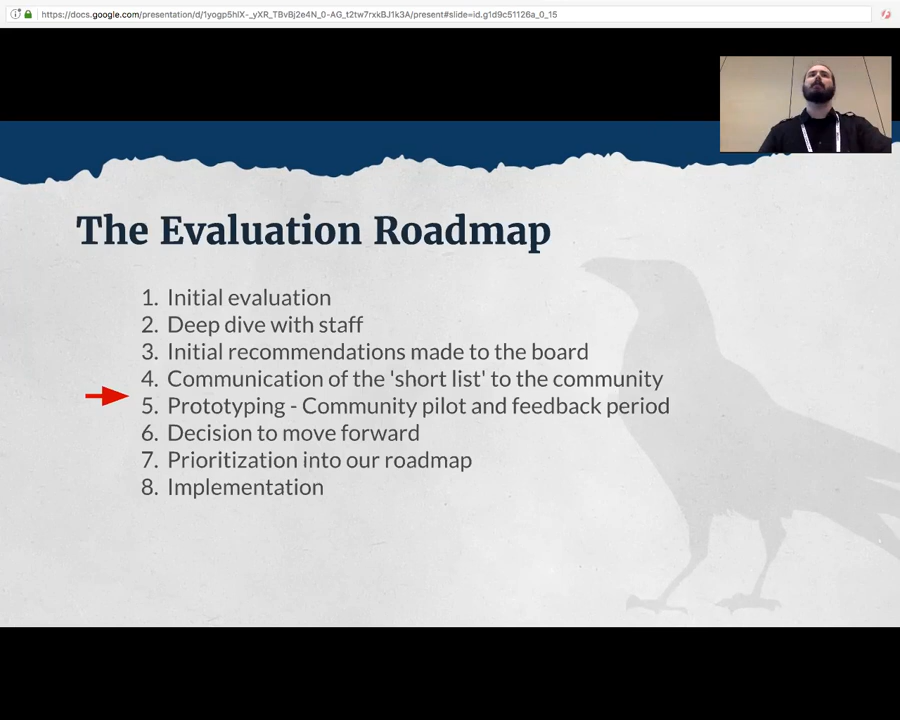 https://docs.google.com/presentation/d/1yogp5hlX-_yXR_TBvBj2e4N_0-AG_t2tw7rxkBJ1k3A/present#slide=id.g1d9c51126a_0_15
The Evaluation Roadmap
1. Initial evaluation
2. Deep dive with staff
3. Initial recommendations made to the board
4. Communication of the 'short list' to the community
5. Prototyping - Community pilot and feedback period
6. Decision to move forward
7. Prioritization into our roadmap
8. Implementation